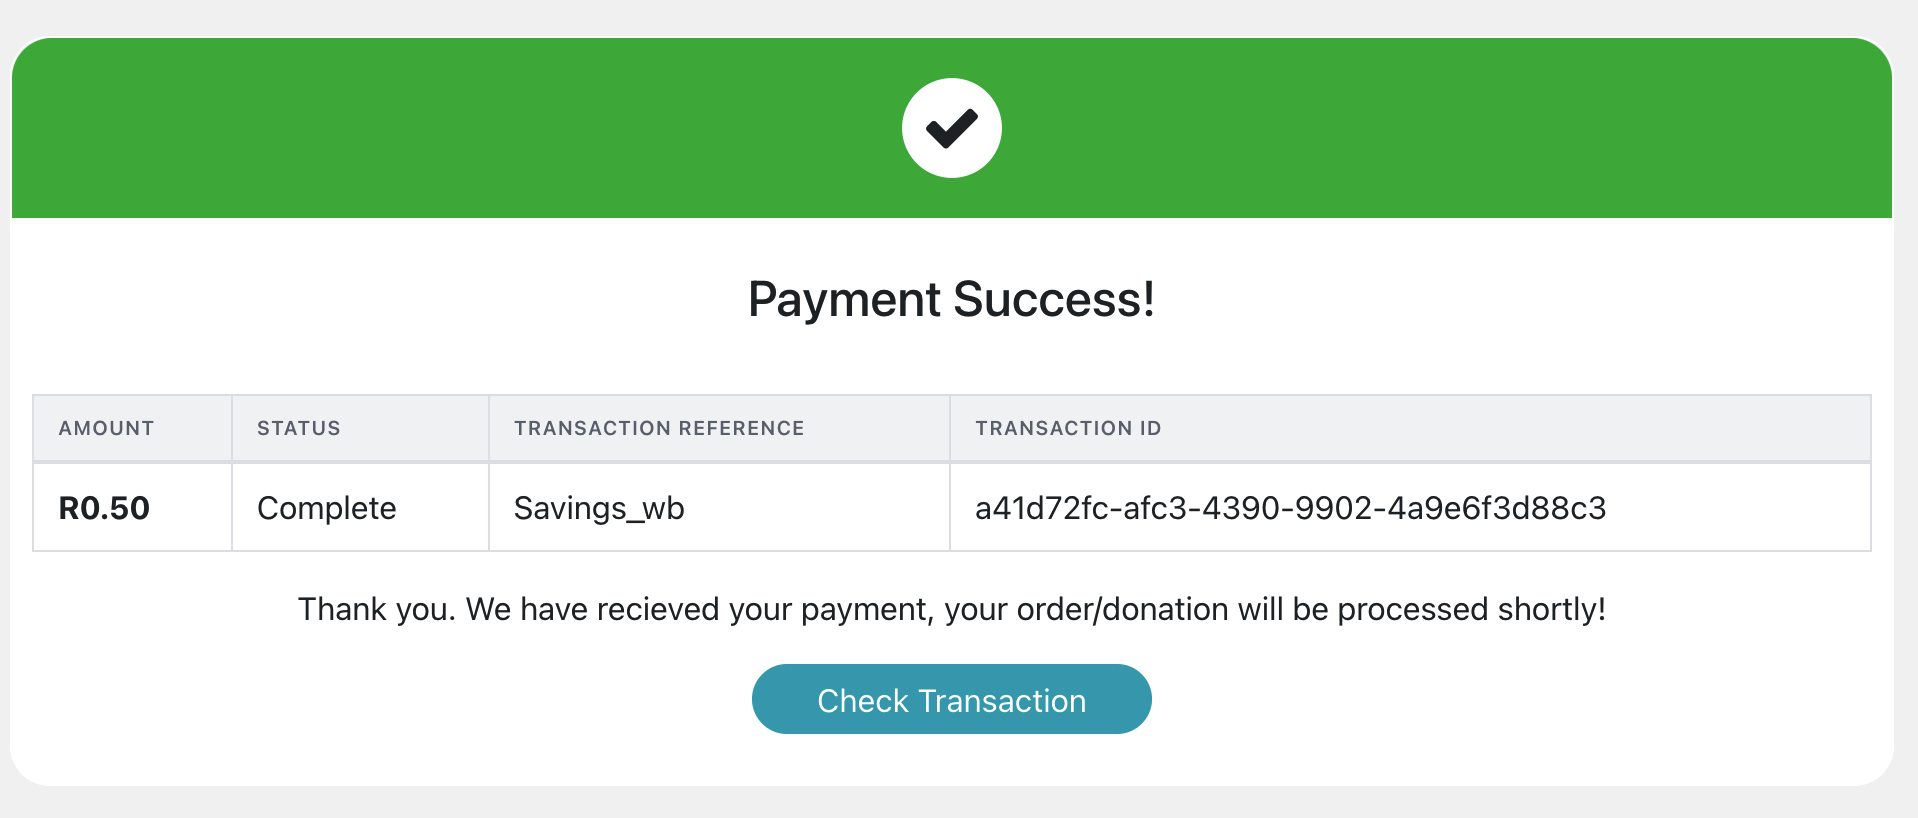 Payment Success!
AMOUNT STATUS TRANSACTION REFERENCE TRANSACTION ID
R0.50 Complete Savings_wb a41d72fc-afc3-4390-9902-4a9e6f3d88c3
Thank you. We have recieved your payment, your order/donation will be processed shortly!
Check Transaction